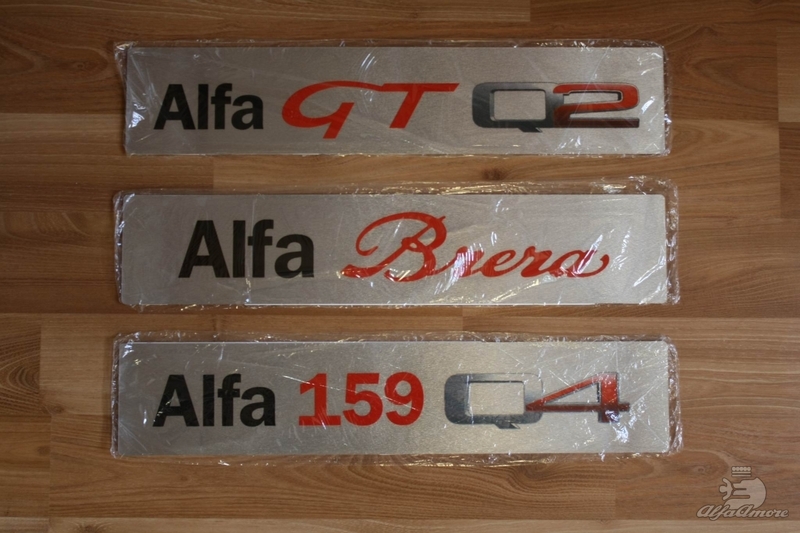 Alfa GT Q2
Alfa Brera
Alfa 159 Q4
AlfaAmore